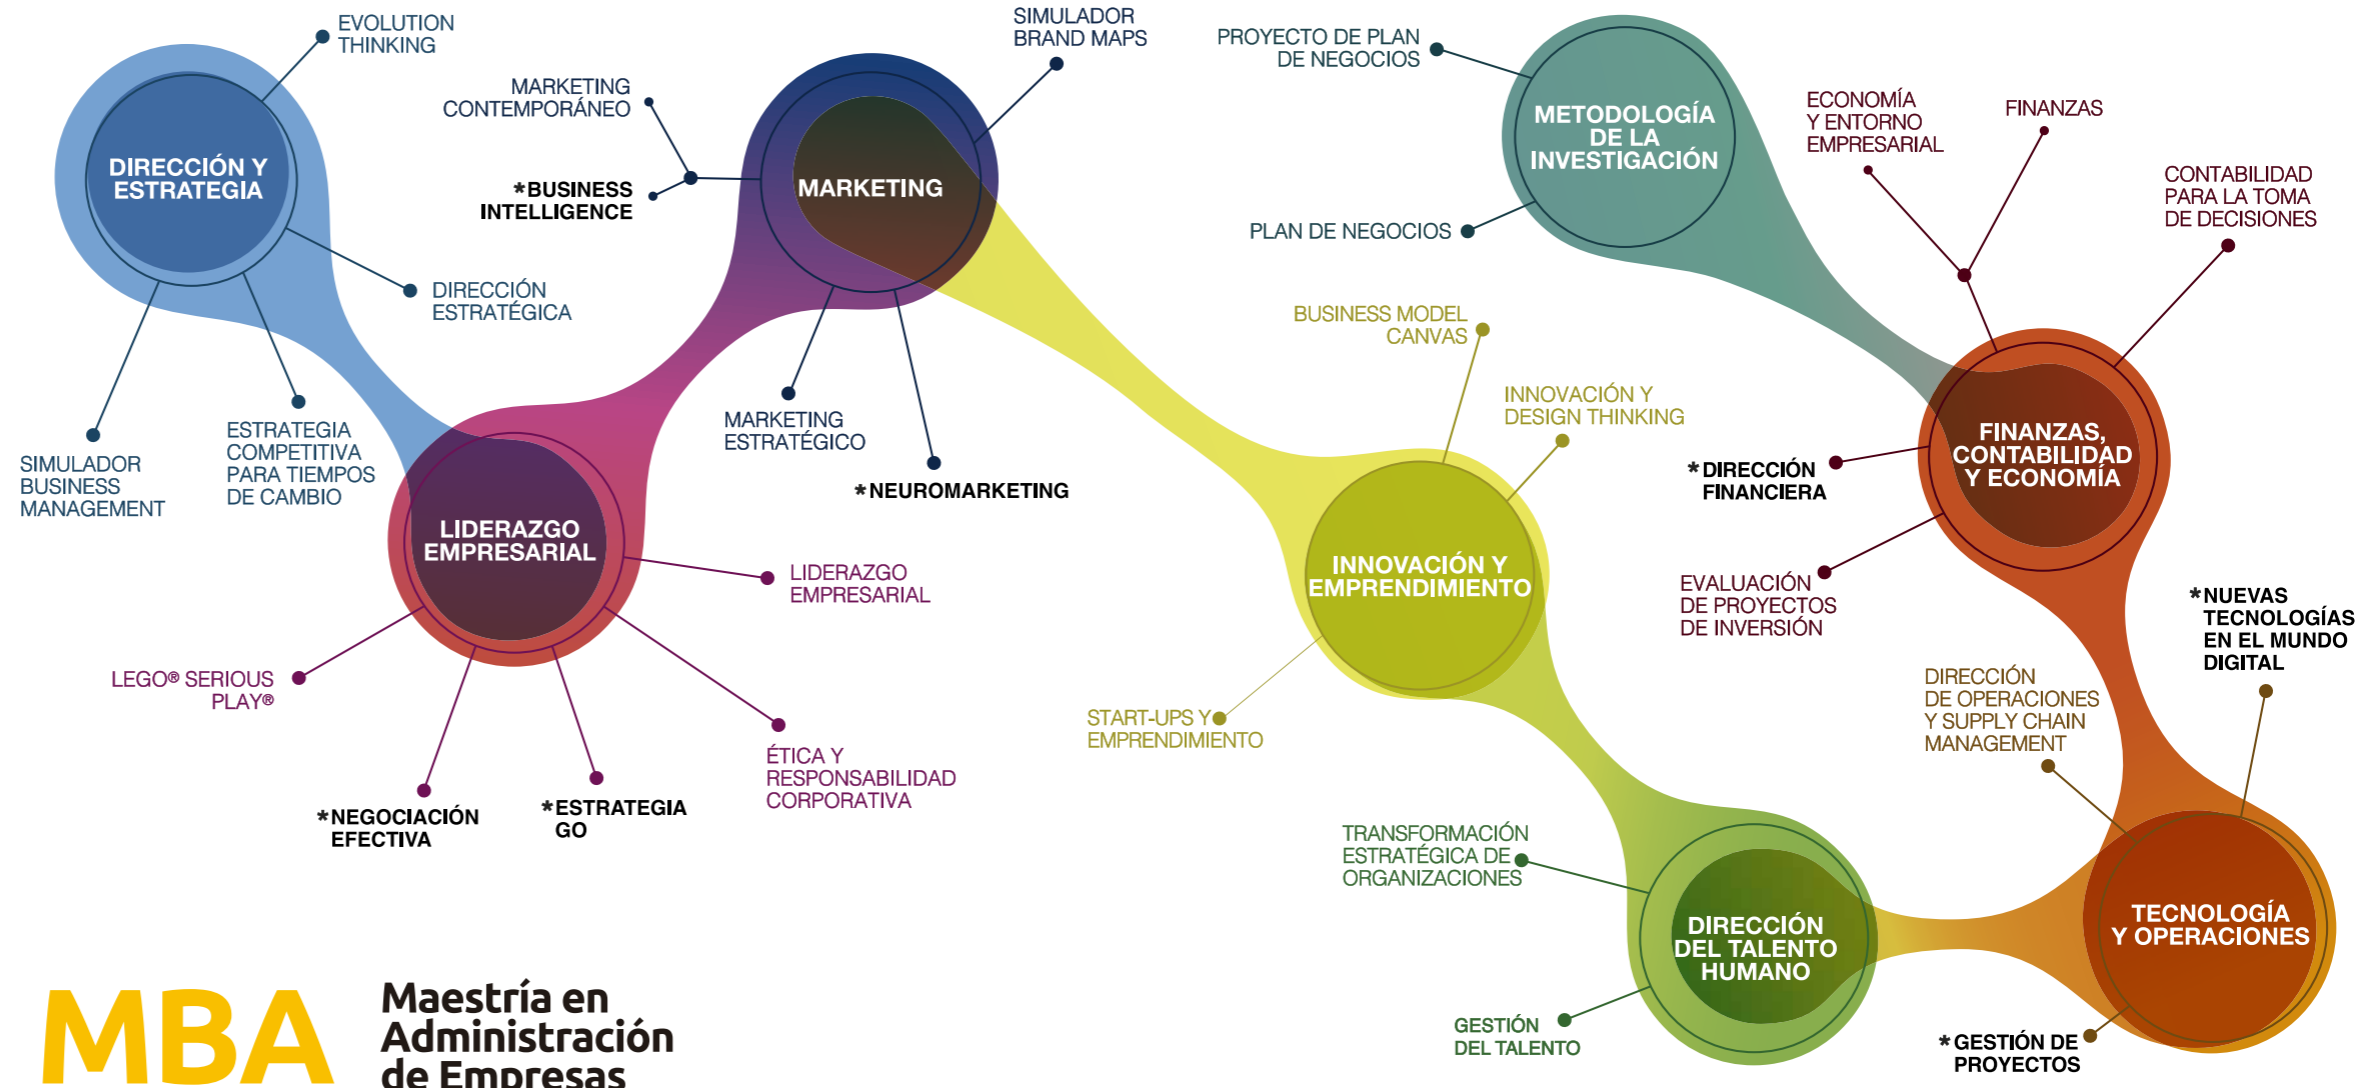 EVOLUTION
THINKING
DIRECCIÓN Y
ESTRATEGIA
DIRECCIÓN
ESTRATÉGICA
ESTRATEGIA
COMPETITIVA
PARA TIEMPOS
DE CAMBIO
SIMULADOR
BUSINESS
MANAGEMENT
MARKETING
CONTEMPORÁNEO
*BUSINESS
INTELLIGENCE
SIMULADOR
BRAND MAPS
MARKETING
MARKETING
ESTRATÉGICO
*NEUROMARKETING
LIDERAZGO
EMPRESARIAL
LIDERAZGO
EMPRESARIAL
LEGO® SERIOUS
PLAY®
*NEGOCIACIÓN
EFECTIVA
*ESTRATEGIA
GO
ÉTICA Y
RESPONSABILIDAD
CORPORATIVA
PROYECTO DE PLAN
DE NEGOCIOS
METODOLOGÍA
DE LA
INVESTIGACIÓN
PLAN DE NEGOCIOS
BUSINESS MODEL
CANVAS
INNOVACIÓN Y
DESIGN THINKING
INNOVACIÓN Y
EMPRENDIMIENTO
START-UPS Y
EMPRENDIMIENTO
ECONOMÍA
Y ENTORNO
EMPRESARIAL
FINANZAS
CONTABILIDAD
PARA LA TOMA
DE DECISIONES
FINANZAS,
CONTABILIDAD
Y ECONOMÍA
*DIRECCIÓN
FINANCIERA
EVALUACIÓN
DE PROYECTOS
DE INVERSIÓN
*NUEVAS
TECNOLOGÍAS
EN EL MUNDO
DIGITAL
DIRECCIÓN
DE OPERACIONES
Y SUPPLY CHAIN
MANAGEMENT
TECNOLOGÍA
Y OPERACIONES
*GESTIÓN DE
PROYECTOS
TRANSFORMACIÓN
ESTRATÉGICA DE
ORGANIZACIONES
DIRECCIÓN
DEL TALENTO
HUMANO
GESTIÓN
DEL TALENTO
MBA
Maestría en
Administración
de Empresas